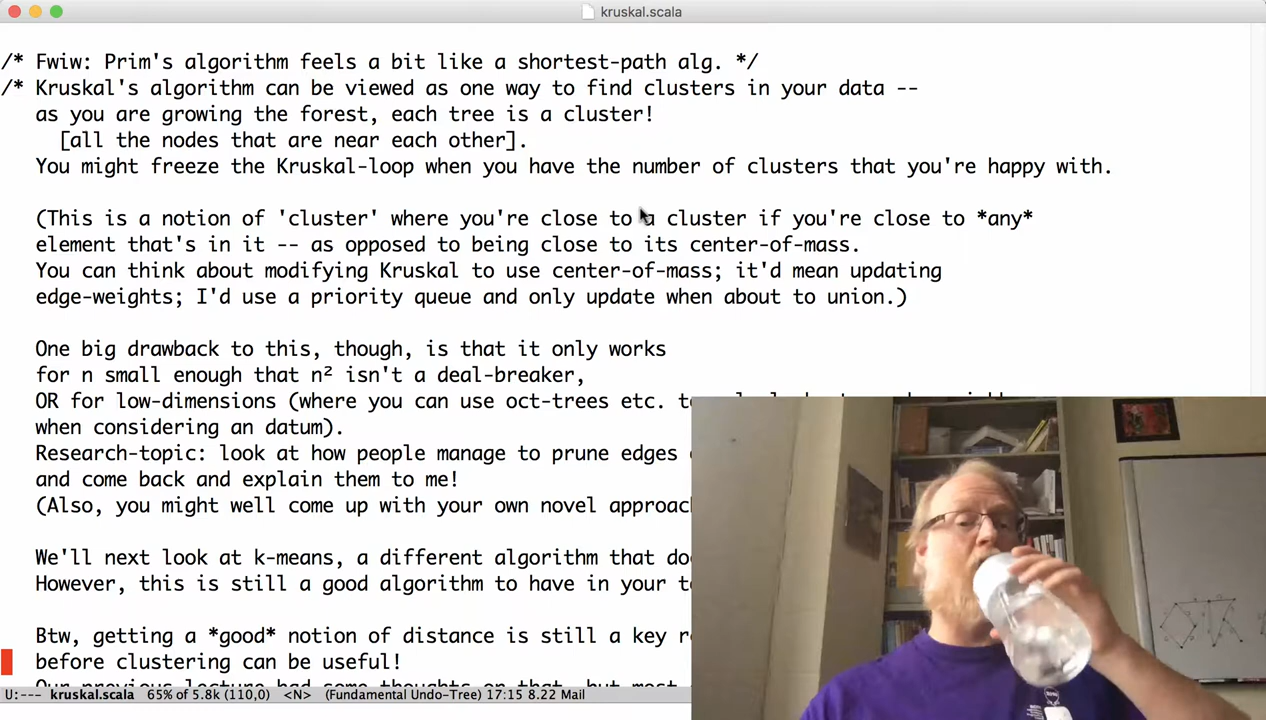 kruskal.scala
/* Fwiw: Prim's algorithm feels a bit like a shortest-path alg. */
/* Kruskal's algorithm can be viewed as one way to find clusters in your data --
as you are growing the forest, each tree is a cluster!
[all the nodes that are near each other].
You might freeze the Kruskal-loop when you have the number of clusters that you're happy with.
(This is a notion of 'cluster' where you're close to a cluster if you're close to *any*
element that's in it -- as opposed to being close to its center-of-mass.
You can think about modifying Kruskal to use center-of-mass; it'd mean updating
edge-weights; I'd use a priority queue and only update when about to union.)
One big drawback to this, though, is that it only works
for n small enough that n² isn't a deal-breaker,
OR for low-dimensions (where you can use oct-trees etc.
when considering an datum).
Research-topic: look at how people manage to prune edges
and come back and explain them to me!
(Also, you might well come up with your own novel approac
We'll next look at k-means, a different algorithm that do
However, this is still a good algorithm to have in your t
Btw, getting a *good* notion of distance is still a key r
before clustering can be useful!
Our previous lecture had some thoughts on that, but most
U:--- kruskal.scala 65% of 5.8k (110,0) <N> (Fundamental Undo-Tree) 17:15 8.22 Mail